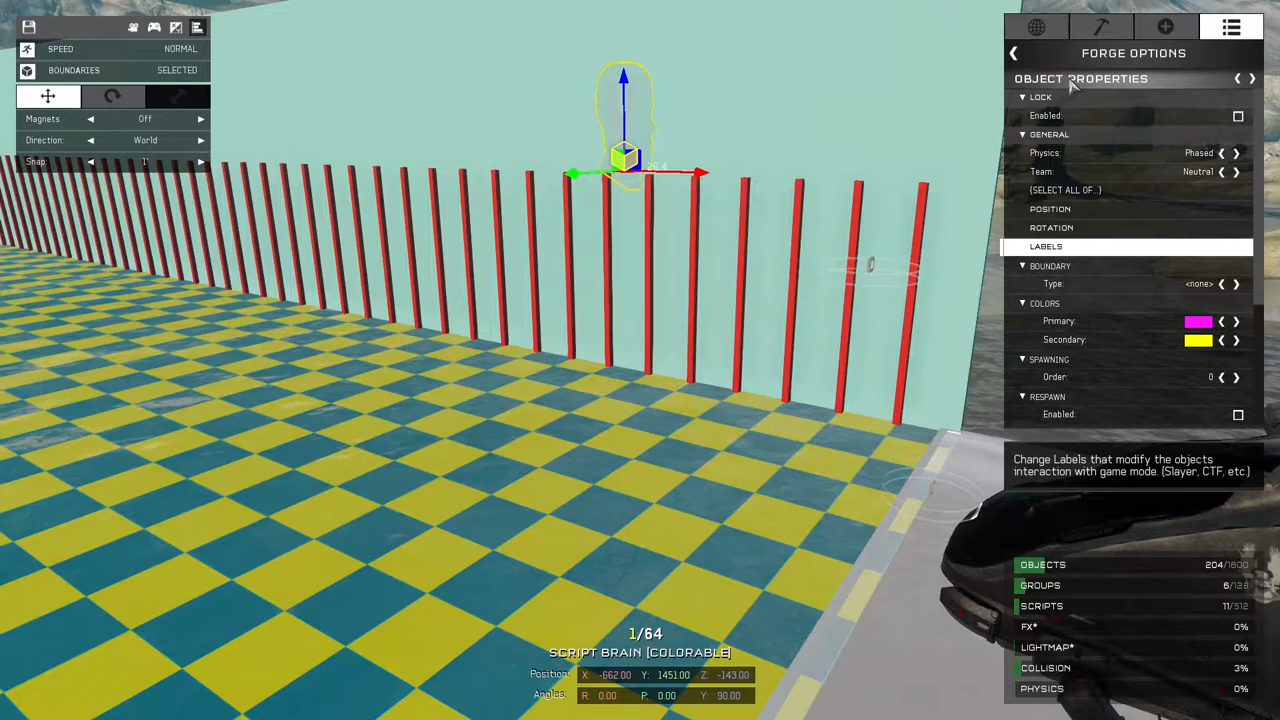 SPEED NORMAL
BOUNDARIES SELECTED
Magnets Off
Direction: World
Snap: 1'
26.4
1/64
SCRIPT BRAIN [COLORABLE]
Position: X: -662.00 Y: 1451.00 Z: -143.00
Angles: R: 0.00 P: 0.00 Y: 90.00
FORGE OPTIONS
OBJECT PROPERTIES
LOCK
Enabled:
GENERAL
Physics: Phased
Team: Neutral
(SELECT ALL OF...)
POSITION
ROTATION
LABELS
BOUNDARY
Type: <none>
COLORS
Primary:
Secondary:
SPAWNING
Order: 0
RESPAWN
Enabled:
Change Labels that modify the objects
interaction with game mode. (Slayer, CTF, etc.)
OBJECTS 204/1600
GROUPS 6/128
SCRIPTS 11/512
FX* 0%
LIGHTMAP* 0%
COLLISION 3%
PHYSICS 0%